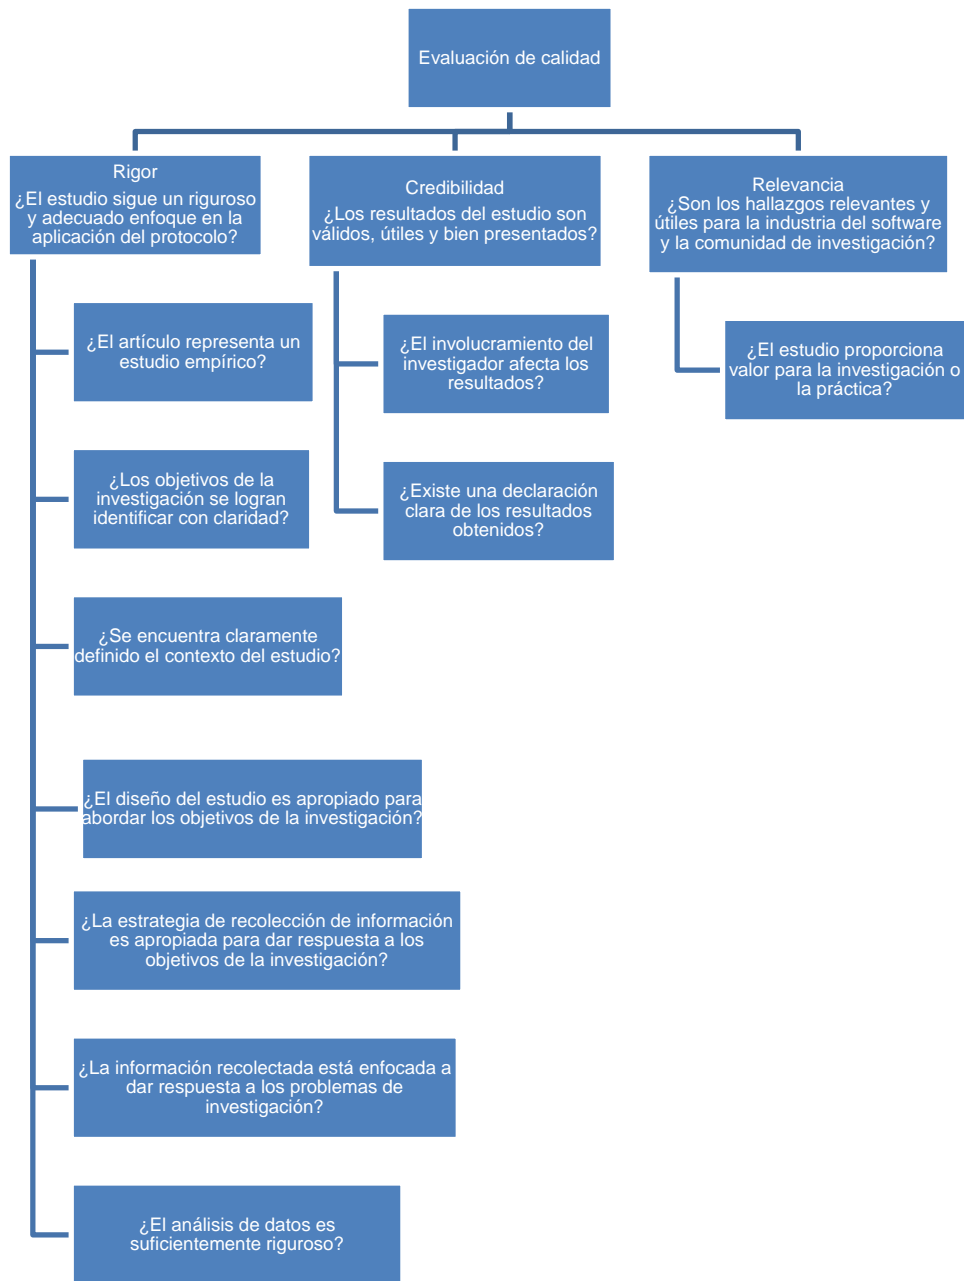 Evaluación de calidad
Rigor
¿El estudio sigue un riguroso
y adecuado enfoque en la
aplicación del protocolo?
¿El artículo representa un
estudio empírico?
¿Los objetivos de la
investigación se logran
identificar con claridad?
¿Se encuentra claramente
definido el contexto del estudio?
¿El diseño del estudio es apropiado para
abordar los objetivos de la investigación?
¿La estrategia de recolección de información
es apropiada para dar respuesta a los
objetivos de la investigación?
¿La información recolectada está enfocada a
dar respuesta a los problemas de
investigación?
¿El análisis de datos es
suficientemente riguroso?
Credibilidad
¿Los resultados del estudio son
válidos, útiles y bien presentados?
¿El involucramiento del
investigador afecta los
resultados?
¿Existe una declaración
clara de los resultados
obtenidos?
Relevancia
¿Son los hallazgos relevantes y
útiles para la industria del software
y la comunidad de investigación?
¿El estudio proporciona
valor para la investigación o
la práctica?